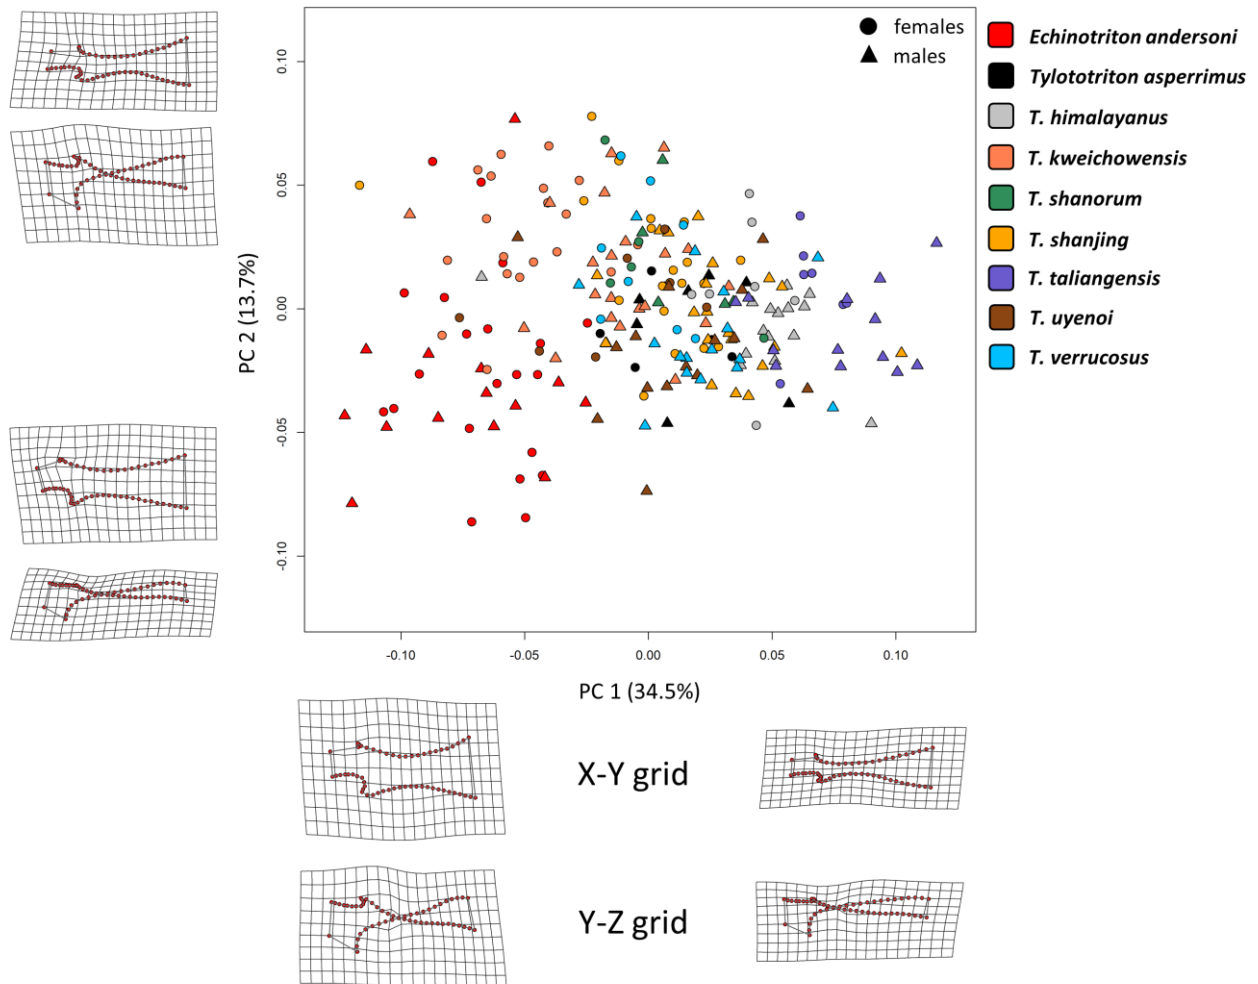 females
males
Echinotriton andersoni
Tylototriton asperrimus
T. himalayanus
T. kweichowensis
T. shanorum
T. shanjing
T. taliangensis
T. uyenoi
T. verrucosus
PC 2 (13.7%)
0.10
0.05
0.00
-0.05
-0.10
-0.10
-0.05
0.00
0.05
0.10
PC 1 (34.5%)
X-Y grid
Y-Z grid